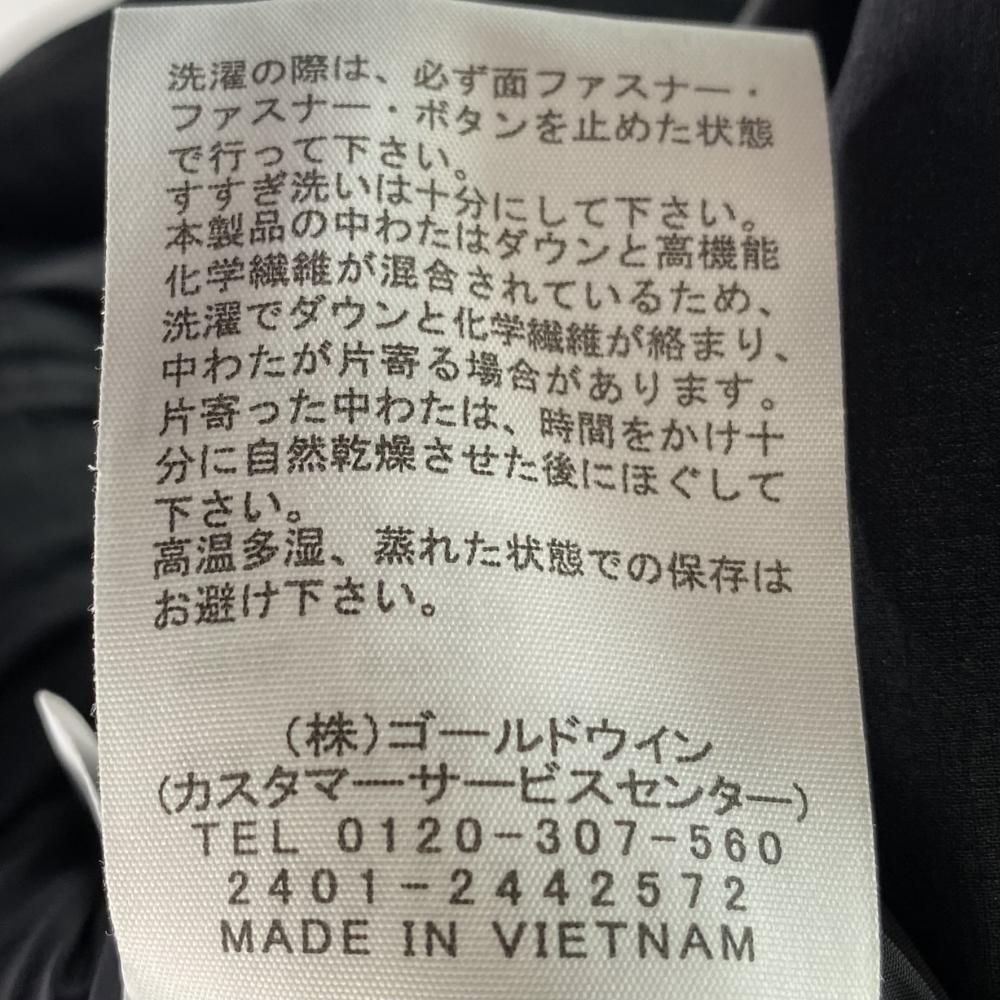 洗濯の際は、必ず面ファスナー・
ファスナー・ボタンを止めた状態
で行って下さい。
すすぎ洗いは十分にして下さい。
本製品の中わたはダウンと高機能
化学繊維が混合されているため、
洗濯でダウンと化学繊維が絡まり、
中わたが片寄る場合があります。
片寄った中わたは、時間をかけ十
分に自然乾燥させた後にほぐして
下さい。
高温多湿、蒸れた状態での保存は
お避け下さい。
(株)ゴールドウイン
(カスタマーサービスセンター)
TEL 0120-307-560
2401-2442572
MADE IN VIETNAM